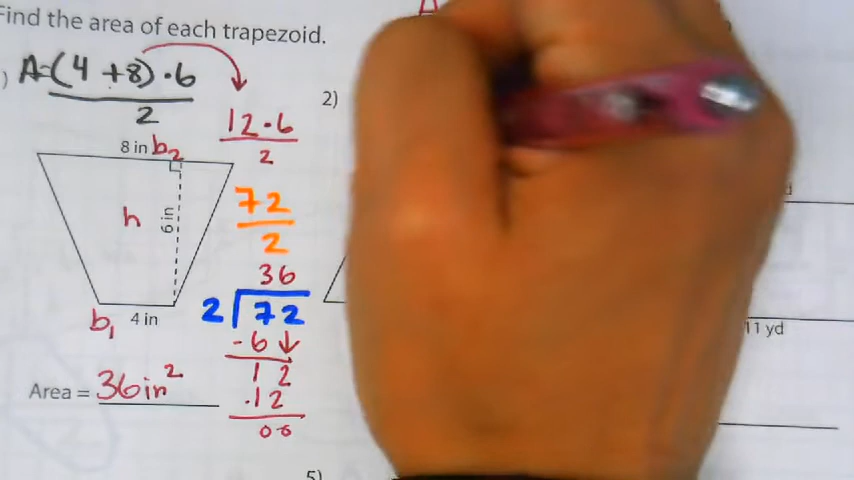 Find the area of each trapezoid.
) A=(4+8)·6
2
12·6
2
8 in b2
h
6 in
b1
4 in
72
2
36
2 72
-6↓
12
-12
00
Area = 36in²
2)
A
11 yd
5)